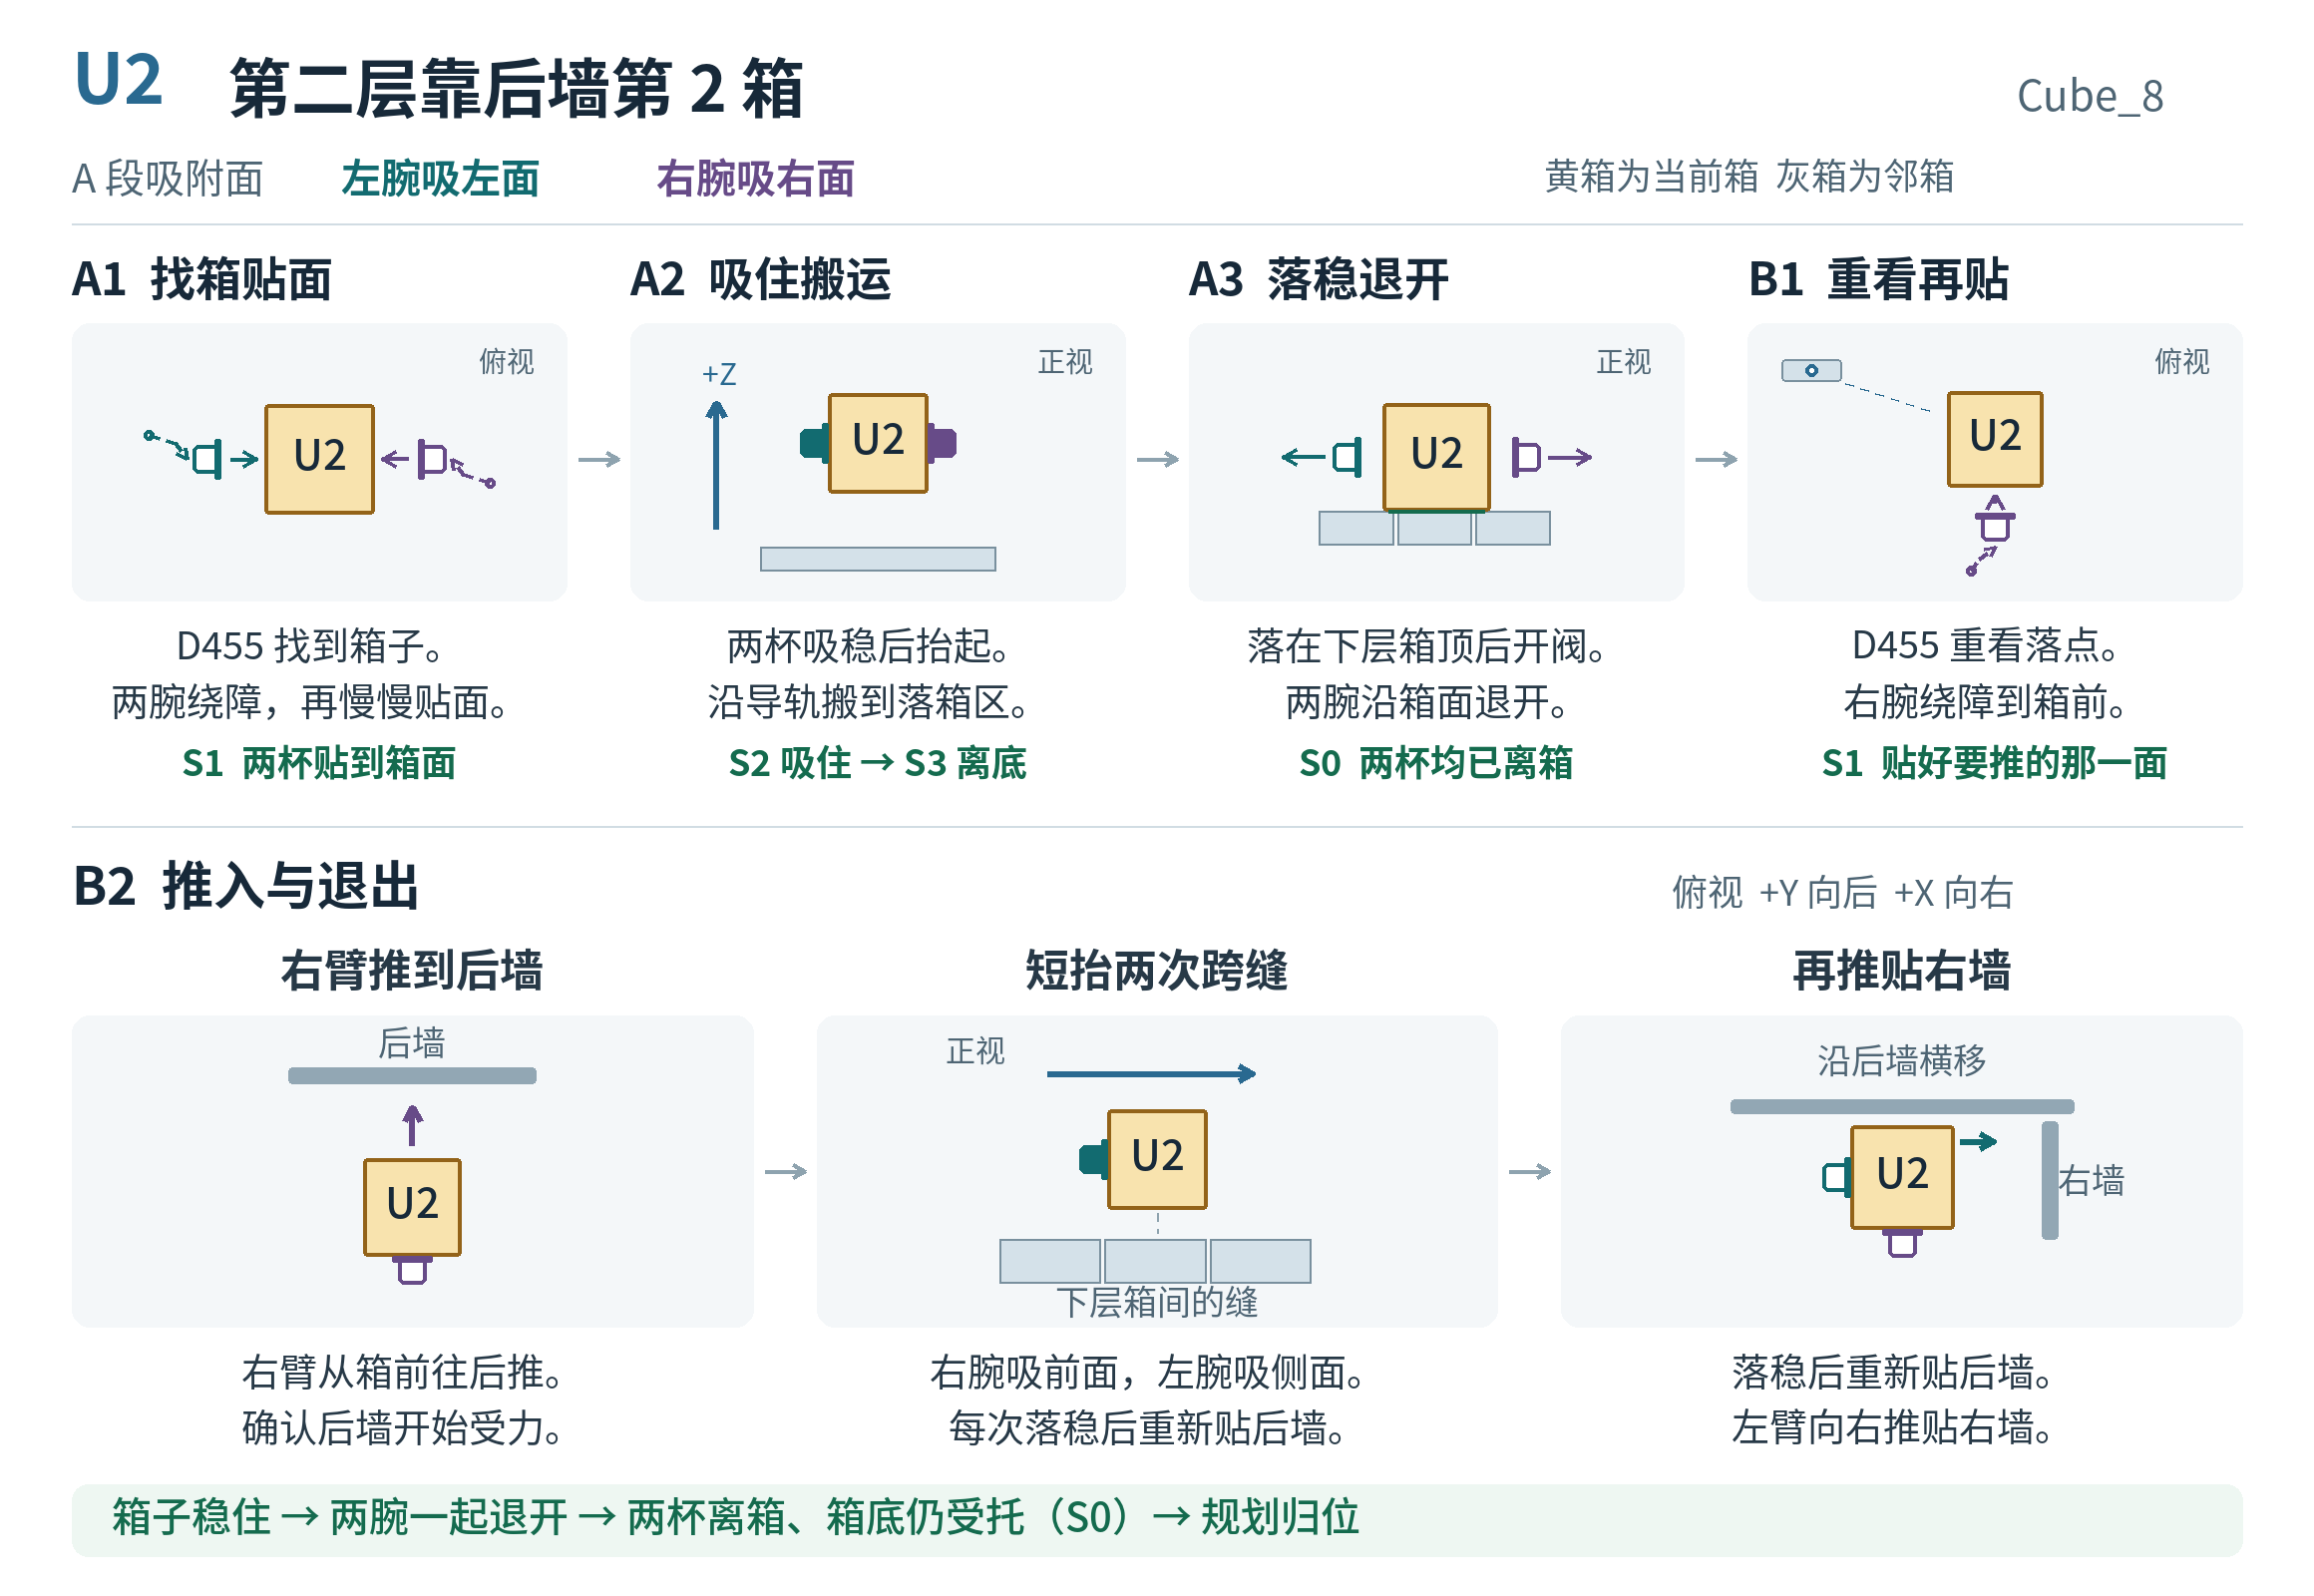 U2 第二层靠后墙第 2 箱
Cube_8
A 段吸附面 左腕吸左面 右腕吸右面
黄箱为当前箱 灰箱为邻箱
A1 找箱贴面
俯视
U2
D455 找到箱子。
两腕绕障，再慢慢贴面。
S1 两杯贴到箱面
A2 吸住搬运
正视
+Z
U2
两杯吸稳后抬起。
沿导轨搬到落箱区。
S2 吸住 → S3 离底
A3 落稳退开
正视
U2
落在下层箱顶后开阀。
两腕沿箱面退开。
S0 两杯均已离箱
B1 重看再贴
俯视
U2
D455 重看落点。
右腕绕障到箱前。
S1 贴好要推的那一面
B2 推入与退出
俯视 +Y 向后 +X 向右
右臂推到后墙
后墙
U2
右臂从箱前往后推。
确认后墙开始受力。
短抬两次跨缝
正视
U2
下层箱间的缝
右腕吸前面，左腕吸侧面。
每次落稳后重新贴后墙。
再推贴右墙
沿后墙横移
U2
右墙
落稳后重新贴后墙。
左臂向右推贴右墙。
箱子稳住 → 两腕一起退开 → 两杯离箱、箱底仍受托（S0）→ 规划归位